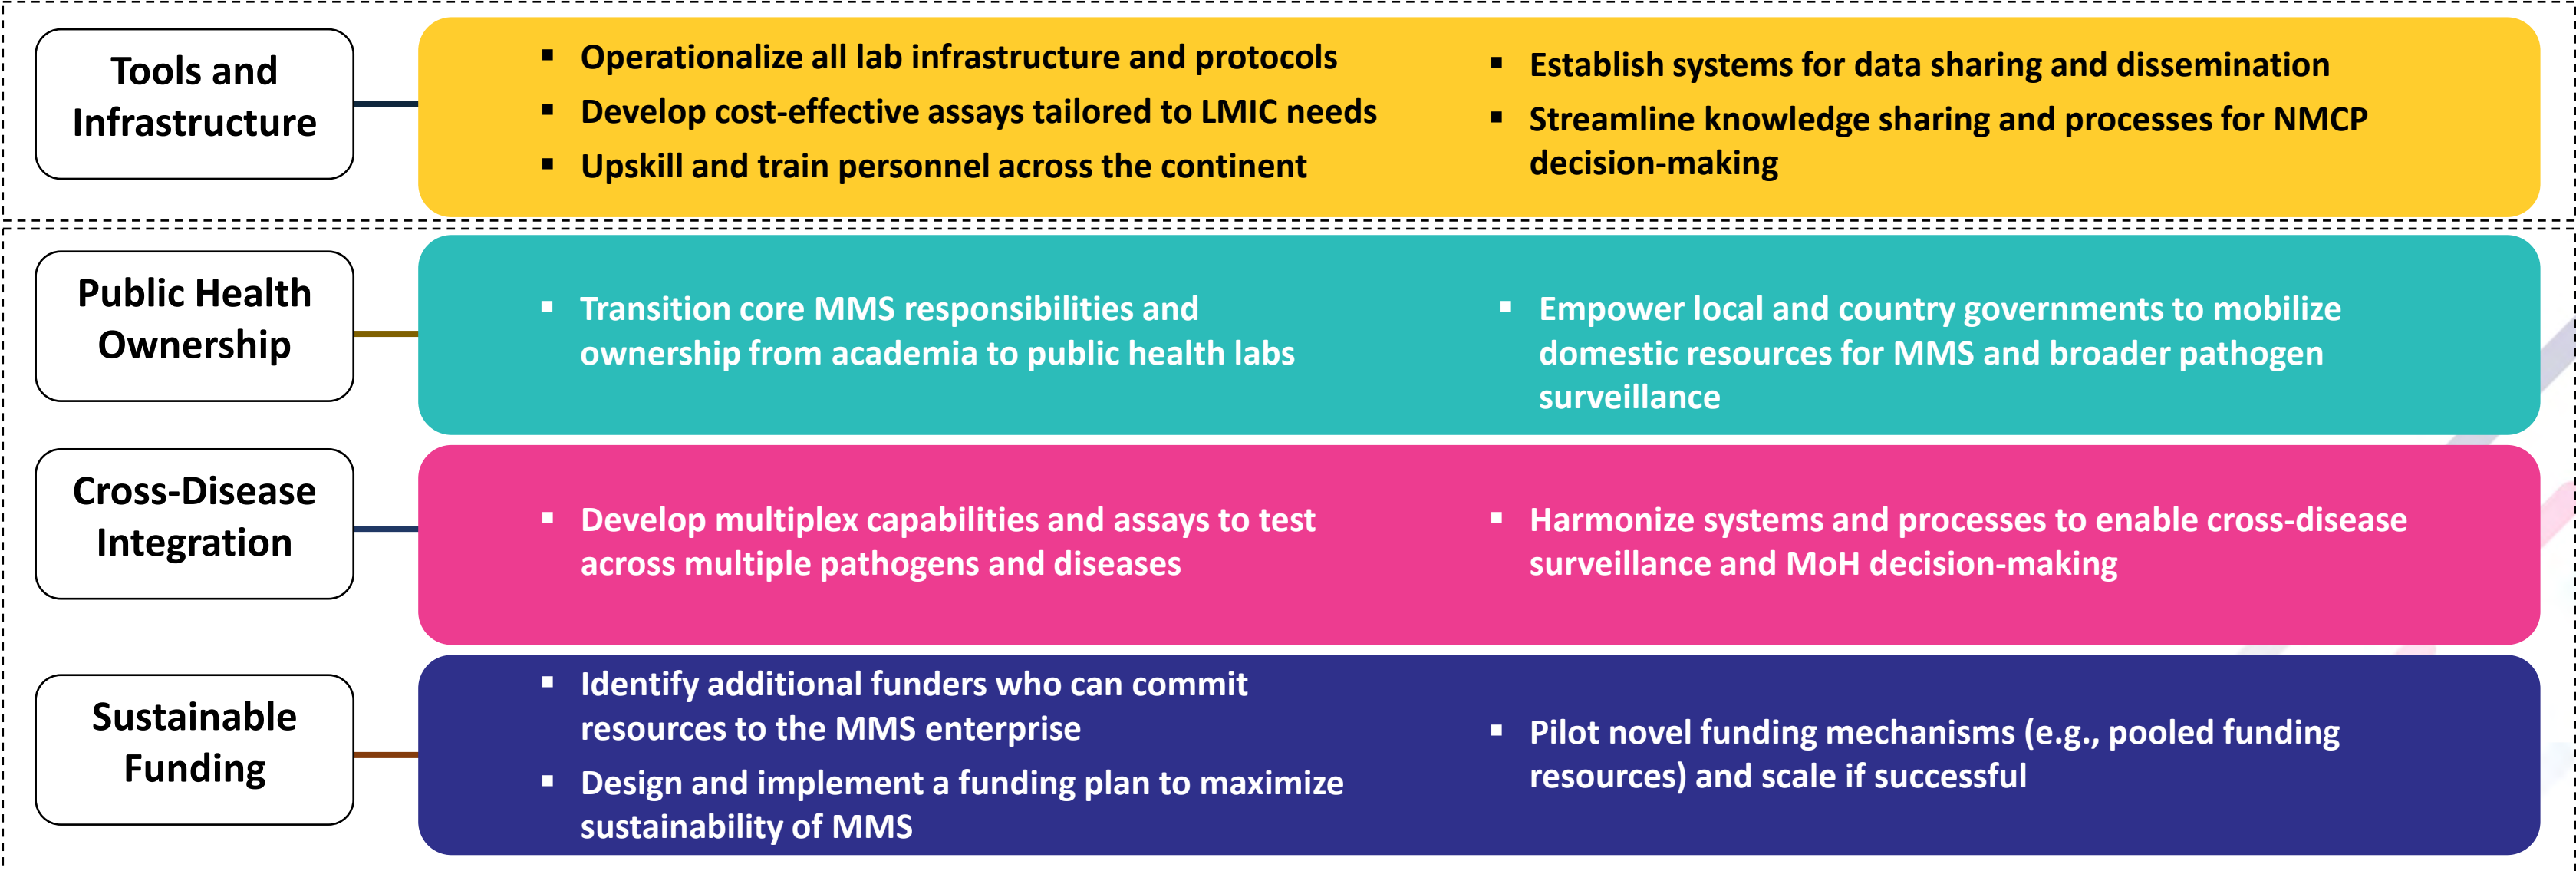 Tools and
Infrastructure
▪ Operationalize all lab infrastructure and protocols
▪ Develop cost-effective assays tailored to LMIC needs
▪ Upskill and train personnel across the continent
▪ Establish systems for data sharing and dissemination
▪ Streamline knowledge sharing and processes for NMCP
decision-making
Public Health
Ownership
▪ Transition core MMS responsibilities and
ownership from academia to public health labs
▪ Empower local and country governments to mobilize
domestic resources for MMS and broader pathogen
surveillance
Cross-Disease
Integration
▪ Develop multiplex capabilities and assays to test
across multiple pathogens and diseases
▪ Harmonize systems and processes to enable cross-disease
surveillance and MoH decision-making
Sustainable
Funding
▪ Identify additional funders who can commit
resources to the MMS enterprise
▪ Design and implement a funding plan to maximize
sustainability of MMS
▪ Pilot novel funding mechanisms (e.g., pooled funding
resources) and scale if successful